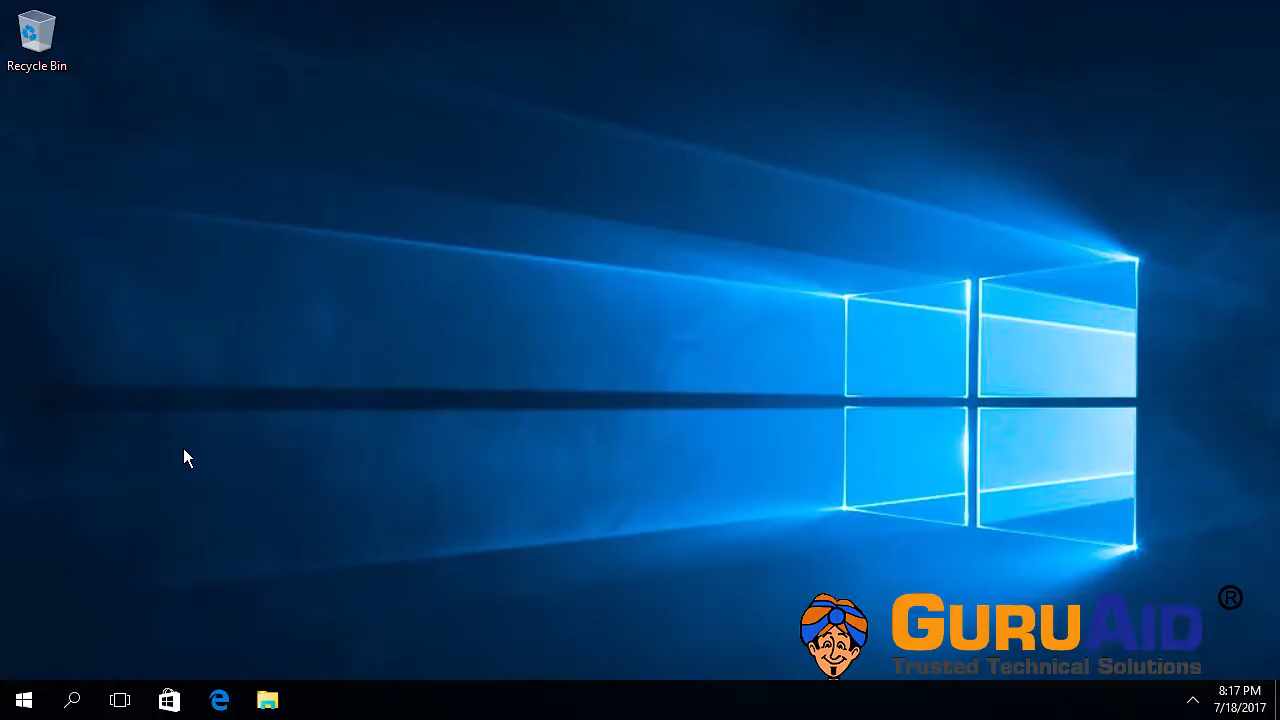 Recycle Bin
GURUAID ®
Trusted Technical Solutions
8:17 PM
7/18/2017